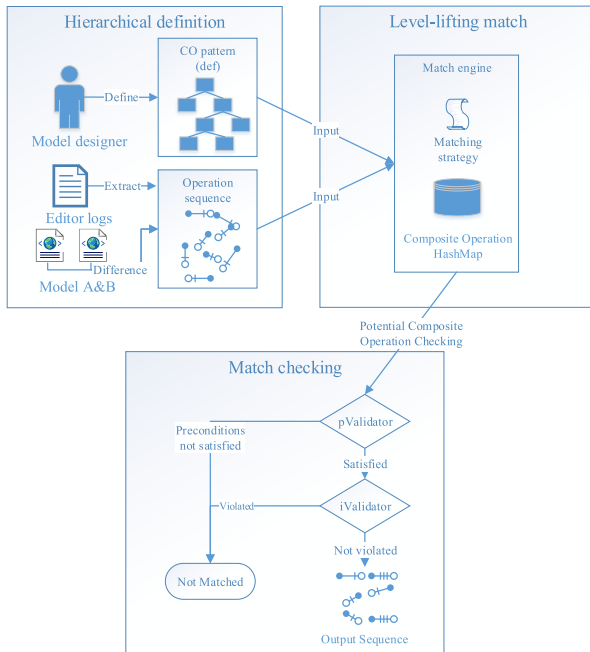 Hierarchical definition
CO pattern
(def)
Define
Model designer
Extract
Operation
sequence
Editor logs
Difference
Model A&B
Input
Input
Level-lifting match
Match engine
Matching
strategy
Composite Operation
HashMap
Potential Composite
Operation Checking
Match checking
pValidator
Preconditions
not satisfied
Satisfied
iValidator
Violated
Not violated
Not Matched
Output Sequence